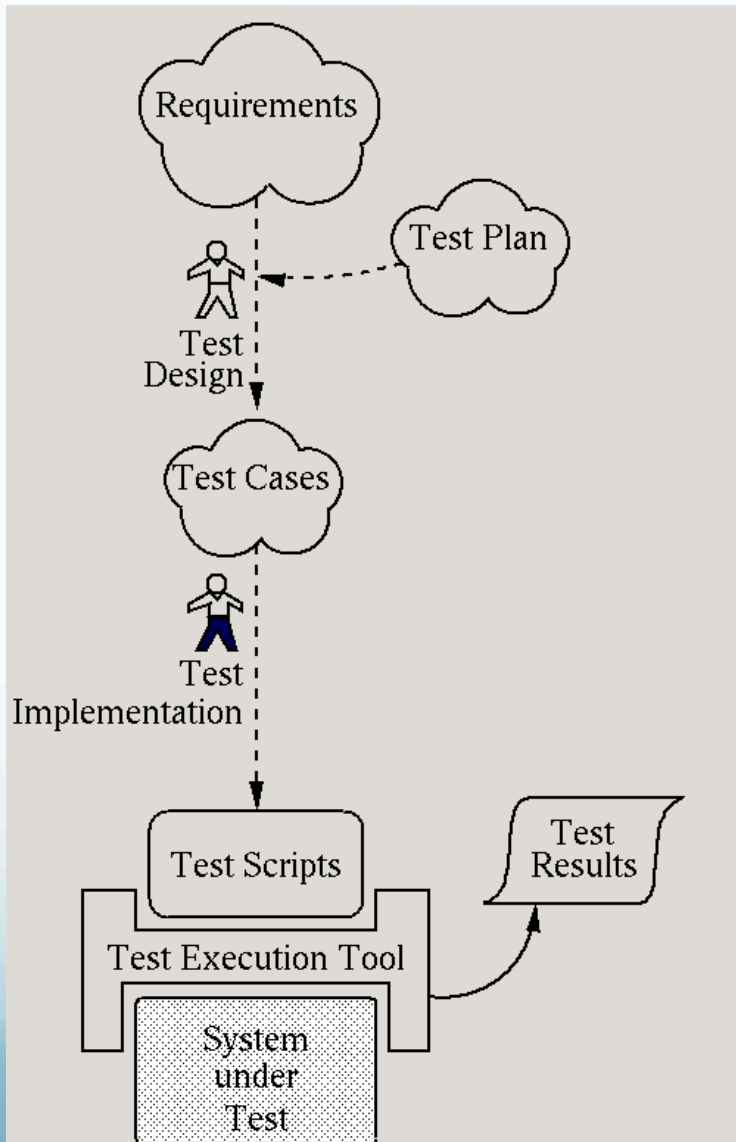 Requirements
Test Plan
Test
Design
Test Cases
Test
Implementation
Test Scripts
Test
Results
Test Execution Tool
System
under
Test